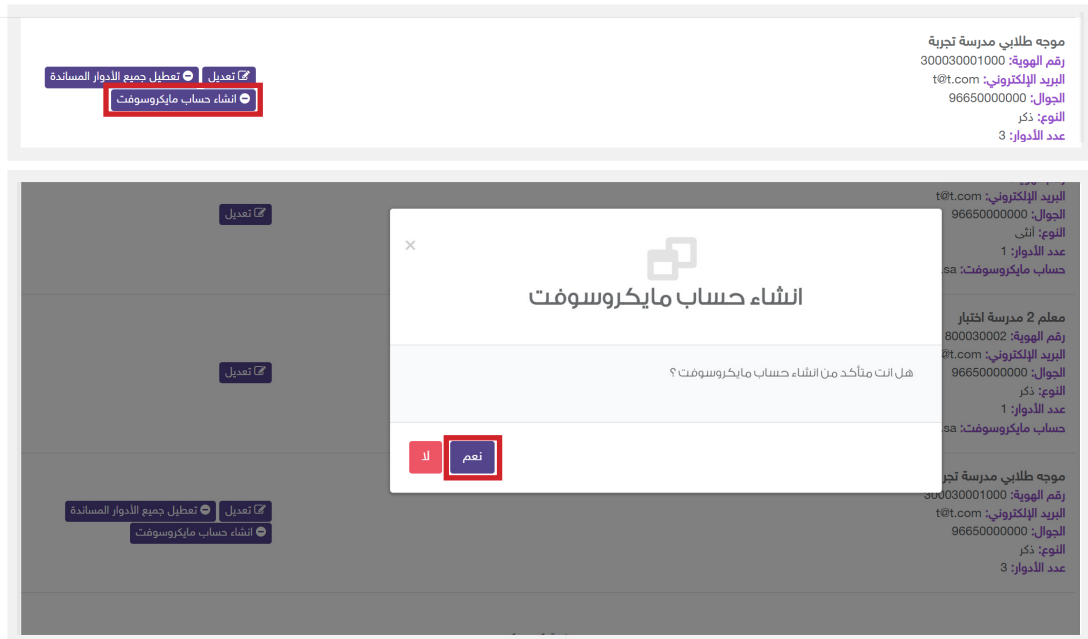 موجه طلابي مدرسة تجربة
رقم الهوية: 300030001000
البريد الإلكتروني: t@t.com
الجوال: 96650000000
النوع: ذكر
عدد الأدوار: 3
تعديل
تعطيل جميع الأدوار المساندة
انشاء حساب مايكروسوفت
البريد الإلكتروني: t@t.com
الجوال: 96650000000
النوع: أنثى
عدد الأدوار: 1
حساب مايكروسوفت: sa.
تعديل
معلم 2 مدرسة اختبار
رقم الهوية: 800030002
البريد الإلكتروني: @t.com
الجوال: 96650000000
النوع: ذكر
عدد الأدوار: 1
حساب مايكروسوفت: sa.
تعديل
موجه طلابي مدرسة تجر
رقم الهوية: 300030001000
البريد الإلكتروني: t@t.com
الجوال: 96650000000
النوع: ذكر
عدد الأدوار: 3
تعديل
تعطيل جميع الأدوار المساندة
انشاء حساب مايكروسوفت
×
انشاء حساب مايكروسوفت
هل انت متأكد من انشاء حساب مايكروسوفت ؟
نعم
لا